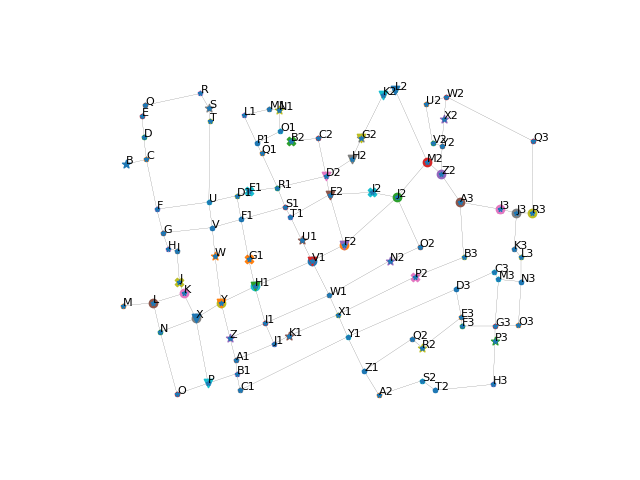 K2 L2
R
Q S U2 W2
E L1 M1 N1
T X2
D O1
P1 B2 C2 G2 V3 Y2 Q3
B C Q1 H2 M2
D2 Z2
D1 E1 R1 E2 I2 J2
F U S1 A3 I3 J3 R3
T1
G V F1
H I U1 F2 O2 K3
W G1 V1 N2 B3 L3
J H1 P2 C3 M3 N3
K
M L Y W1 D3
X I1 X1 E3
N Z J1 K1 Y1 F3 G3 O3
Q2 R2 P3
A1
B1 Z1
P C1 S2 T2 H3
O A2